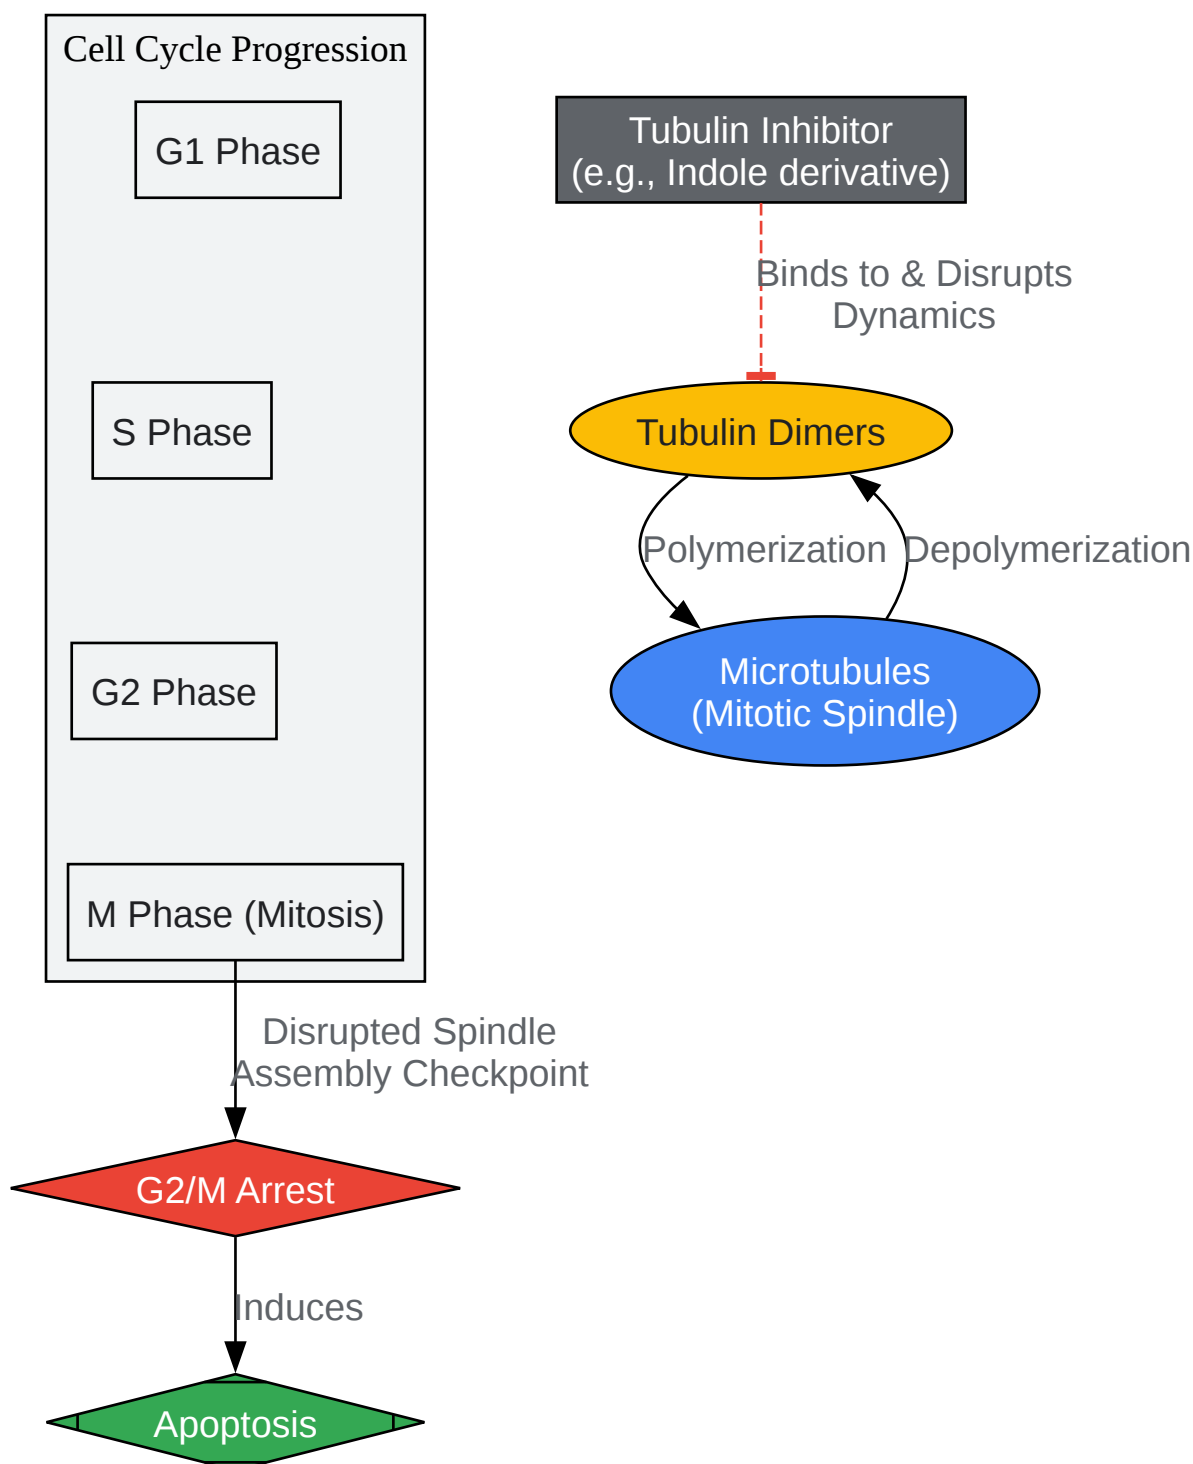 Cell Cycle Progression
G1 Phase
S Phase
G2 Phase
M Phase (Mitosis)
Disrupted Spindle
Assembly Checkpoint
G2/M Arrest
Induces
Apoptosis
Tubulin Inhibitor
(e.g., Indole derivative)
Binds to & Disrupts
Dynamics
Tubulin Dimers
Polymerization
Depolymerization
Microtubules
(Mitotic Spindle)